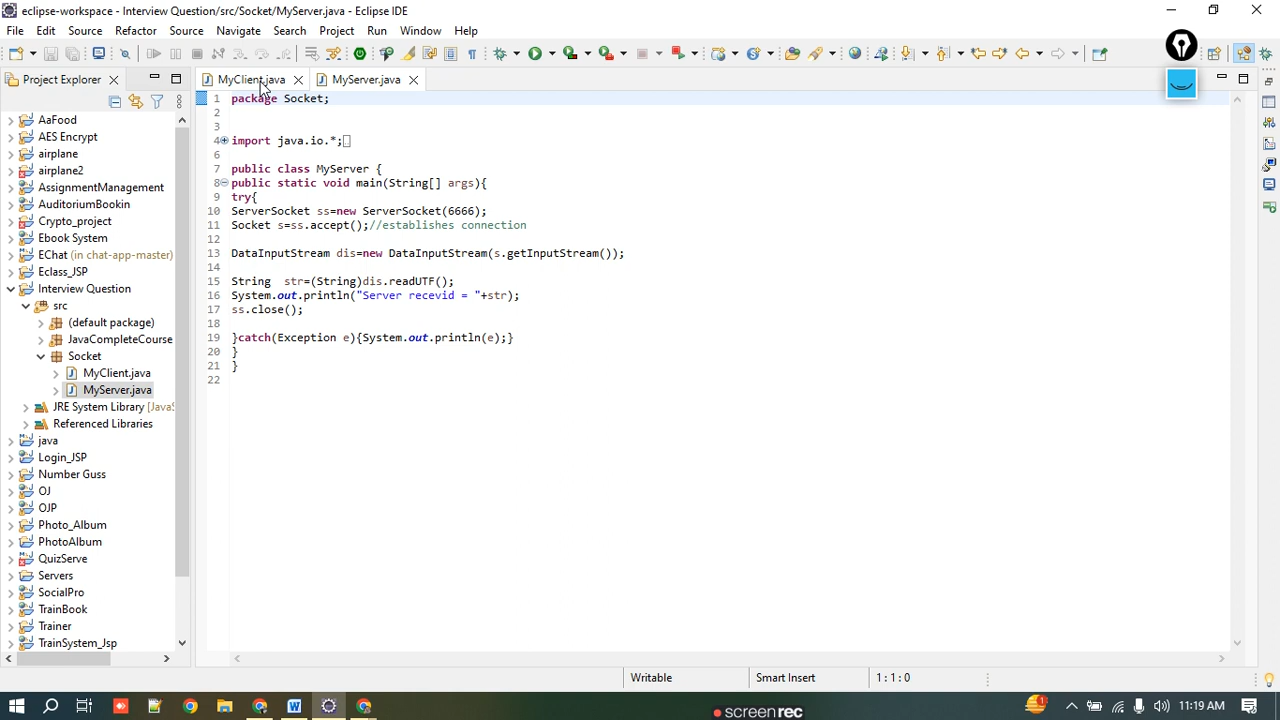 eclipse-workspace - Interview Question/src/Socket/MyServer.java - Eclipse IDE
File Edit Source Refactor Source Navigate Search Project Run Window Help
Project Explorer
MyClient.java
MyServer.java
AaFood
AES Encrypt
airplane
airplane2
AssignmentManagement
AuditoriumBookin
Crypto_project
Ebook System
EChat (in chat-app-master)
Eclass_JSP
Interview Question
src
(default package)
JavaCompleteCourse
Socket
MyClient.java
MyServer.java
JRE System Library [JavaS
Referenced Libraries
java
Login_JSP
Number Guss
OJ
OJP
Photo_Album
PhotoAlbum
QuizServe
Servers
SocialPro
TrainBook
Trainer
TrainSystem_Jsp
1 package Socket;
2
3
4 import java.io.*;
6
7 public class MyServer {
8 public static void main(String[] args){
9 try{
10 ServerSocket ss=new ServerSocket(6666);
11 Socket s=ss.accept();//establishes connection
12
13 DataInputStream dis=new DataInputStream(s.getInputStream());
14
15 String  str=(String)dis.readUTF();
16 System.out.println("Server recevid = "+str);
17 ss.close();
18
19 }catch(Exception e){System.out.println(e);}
20 }
21 }
22
Writable
Smart Insert
1 : 1 : 0
11:19 AM
screen rec